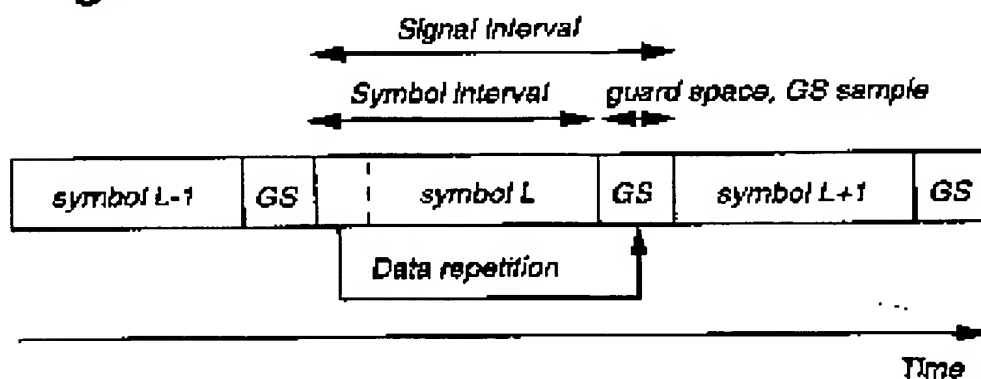 Signal interval
Symbol interval guard space, GS sample
symbol L-1 GS symbol L GS symbol L+1 GS
Data repetition
Time